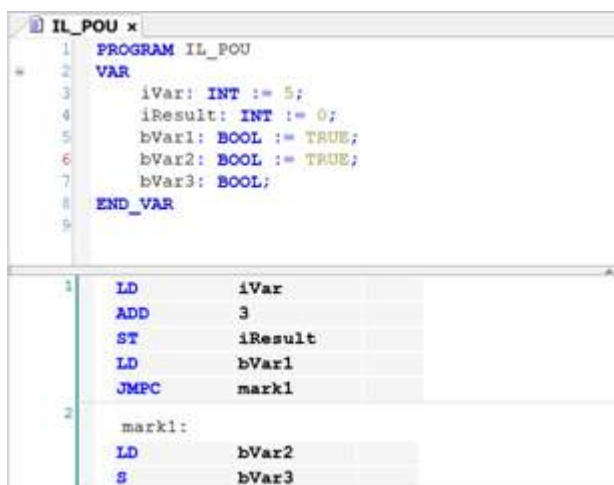 IL_POU ×
1 PROGRAM IL_POU
2 VAR
3 iVar: INT := 5;
4 iResult: INT := 0;
5 bVar1: BOOL := TRUE;
6 bVar2: BOOL := TRUE;
7 bVar3: BOOL;
8 END_VAR
9
1 LD iVar
ADD 3
ST iResult
LD bVar1
JMPC mark1
2
mark1:
LD bVar2
S bVar3